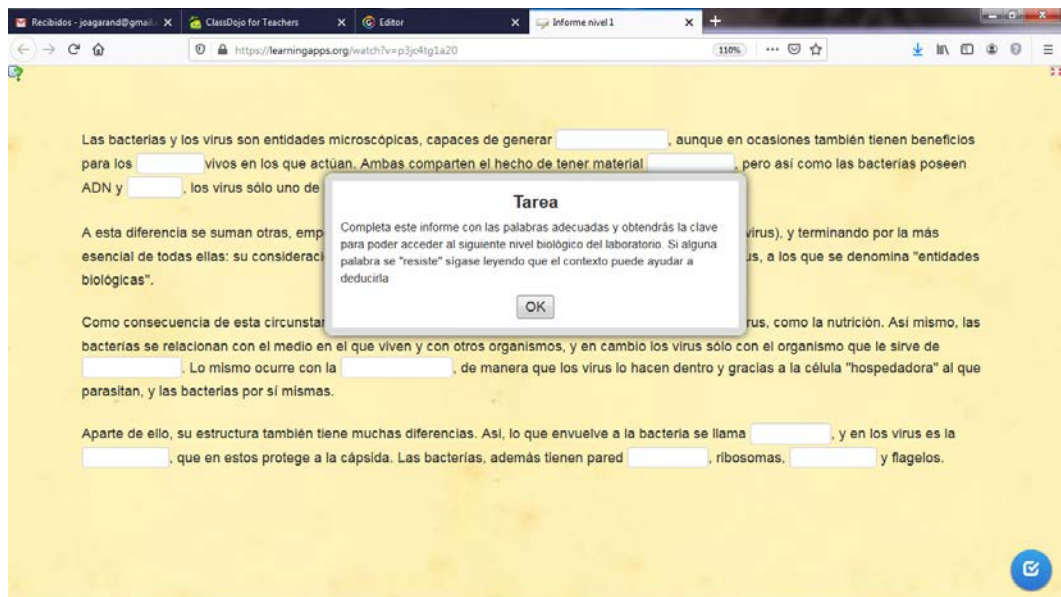 Recibidos - joagarand@gmail.
ClassDojo for Teachers
Editor
Informe nivel 1
https://learningapps.org/watch?v=p3jo4tg1a20
110%
Las bacterias y los virus son entidades microscópicas, capaces de generar , aunque en ocasiones también tienen beneficios
para los vivos en los que actúan. Ambas comparten el hecho de tener material , pero así como las bacterias poseen
ADN y , los virus sólo uno de
A esta diferencia se suman otras, emp virus), y terminando por la más
esencial de todas ellas: su consideraci us, a los que se denomina "entidades
biológicas".
Como consecuencia de esta circunstan rus, como la nutrición. Así mismo, las
bacterías se relacionan con el medio en el que viven y con otros organismos, y en cambio los virus sólo con el organismo que le sirve de
. Lo mismo ocurre con la , de manera que los virus lo hacen dentro y gracias a la célula "hospedadora" al que
parasitan, y las bacterias por sí mismas.
Aparte de ello, su estructura también tiene muchas diferencias. Asi, lo que envuelve a la bacteria se llama , y en los virus es la
, que en estos protege a la cápsida. Las bacterías, además tienen pared , ribosomas, y flagelos.
Tarea
Completa este informe con las palabras adecuadas y obtendrás la clave
para poder acceder al siguiente nivel biológico del laboratorio. Si alguna
palabra se "resiste" sígase leyendo que el contexto puede ayudar a
deducirla
OK